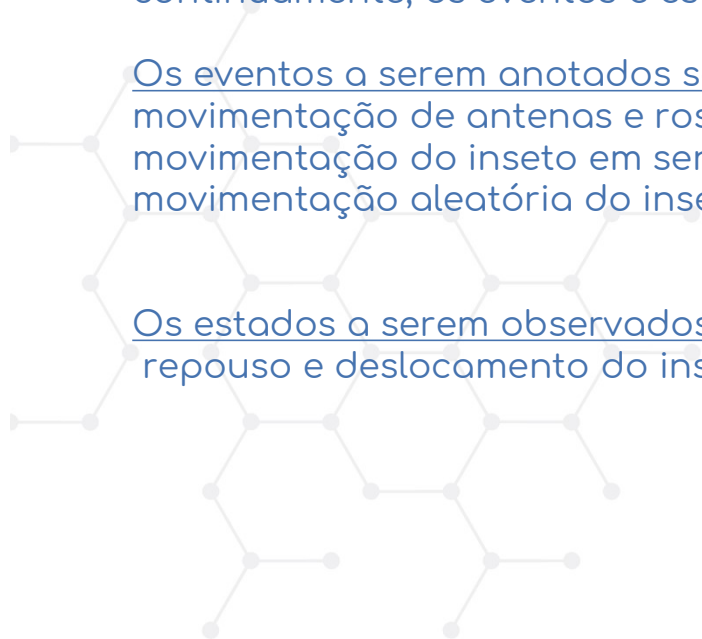 Os eventos a serem anotados s
movimentação de antenas e ros
movimentação do inseto em ser
movimentação aleatória do inse
Os estados a serem observados
repouso e deslocamento do ins